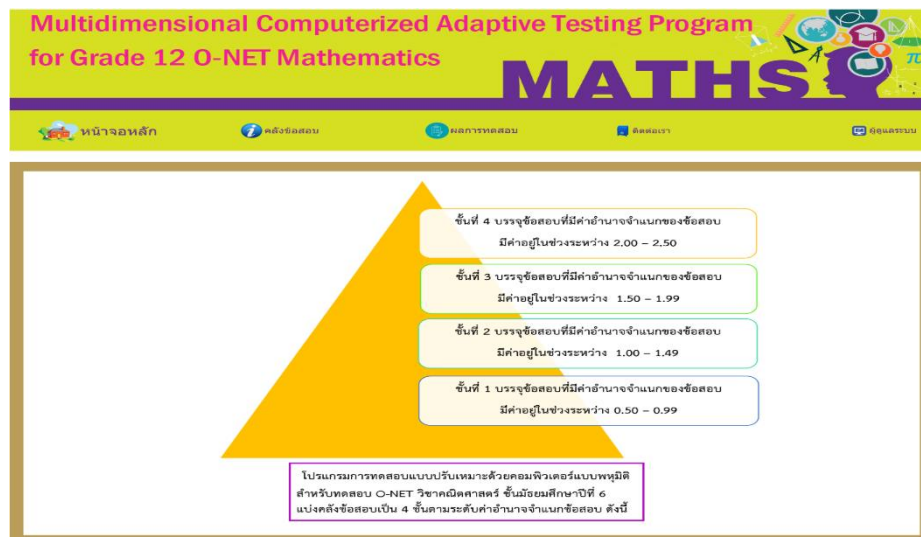 Multidimensional Computerized Adaptive Testing Program
for Grade 12 O-NET Mathematics
MATHS
หน้าจอหลัก
คลังข้อสอบ
ผลการทดสอบ
ติดต่อเรา
ผู้ดูแลระบบ
ชั้นที่ 4 บรรจุข้อสอบที่มีค่าอำนาจจำแนกของข้อสอบ
มีค่าอยู่ในช่วงระหว่าง 2.00 – 2.50
ชั้นที่ 3 บรรจุข้อสอบที่มีค่าอำนาจจำแนกของข้อสอบ
มีค่าอยู่ในช่วงระหว่าง 1.50 – 1.99
ชั้นที่ 2 บรรจุข้อสอบที่มีค่าอำนาจจำแนกของข้อสอบ
มีค่าอยู่ในช่วงระหว่าง 1.00 – 1.49
ชั้นที่ 1 บรรจุข้อสอบที่มีค่าอำนาจจำแนกของข้อสอบ
มีค่าอยู่ในช่วงระหว่าง 0.50 – 0.99
โปรแกรมการทดสอบแบบปรับเหมาะด้วยคอมพิวเตอร์แบบพหุมิติ
สำหรับทดสอบ O-NET วิชาคณิตศาสตร์ ชั้นมัธยมศึกษาปีที่ 6
แบ่งคลังข้อสอบเป็น 4 ชั้นตามระดับค่าอำนาจจำแนกข้อสอบ ดังนี้